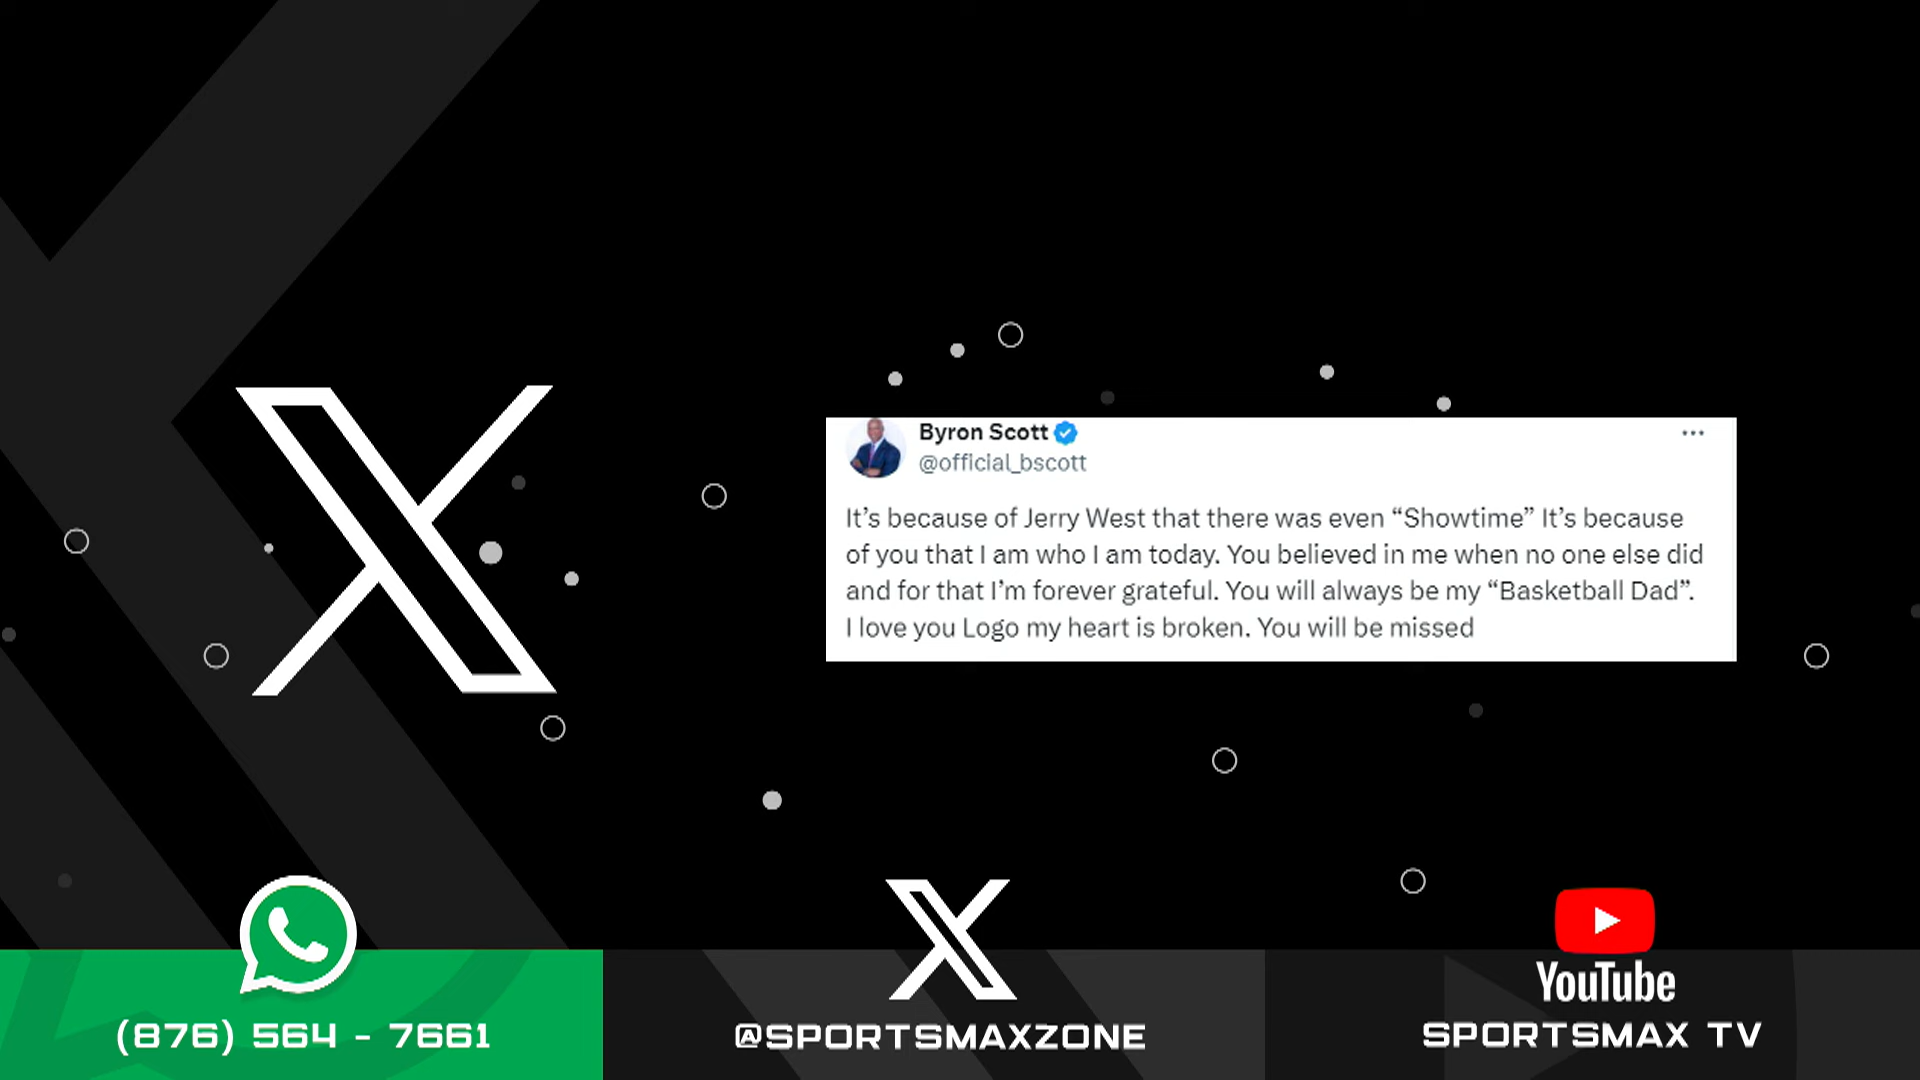 Byron Scott
@official_bscott
It’s because of Jerry West that there was even “Showtime” It’s because
of you that I am who I am today. You believed in me when no one else did
and for that I’m forever grateful. You will always be my “Basketball Dad”.
I love you Logo my heart is broken. You will be missed
(876) 564 - 7661
@SPORTSMAXZONE
YouTube
SPORTSMAX TV